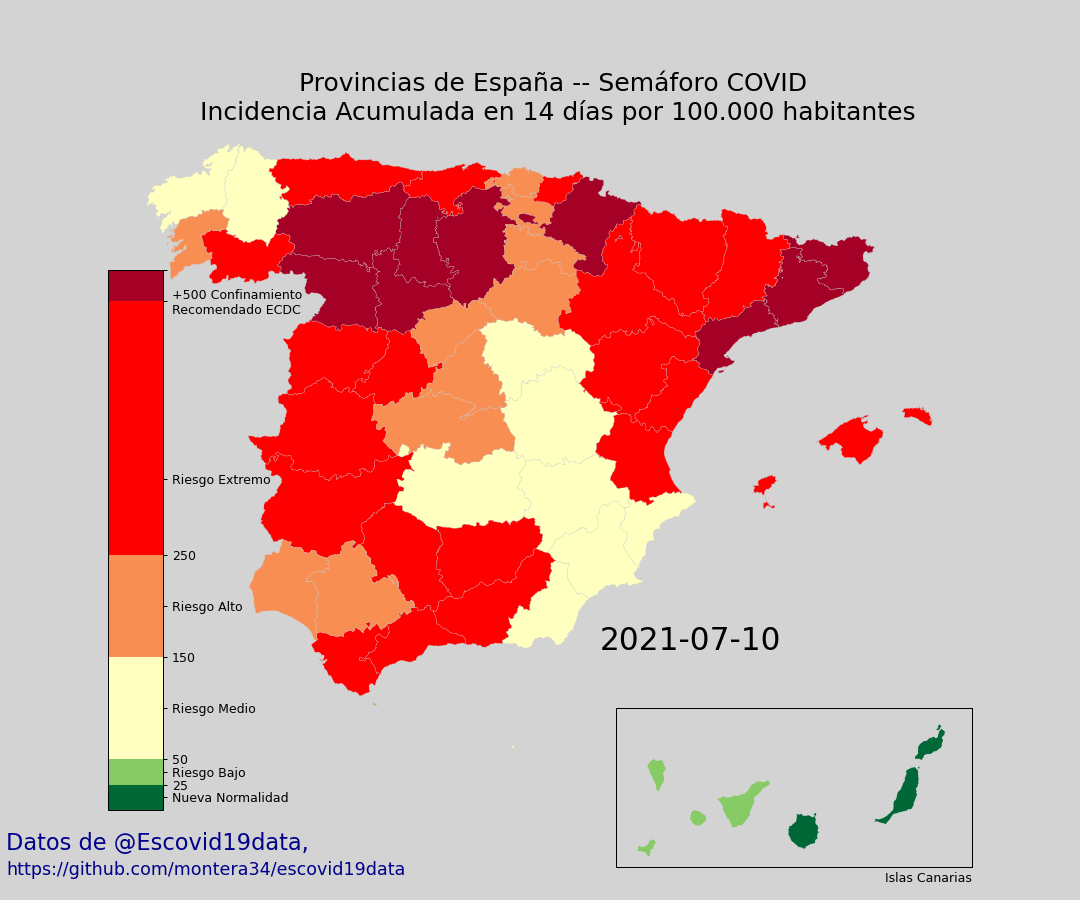 Provincias de España -- Semáforo COVID
Incidencia Acumulada en 14 días por 100.000 habitantes
+500 Confinamiento
Recomendado ECDC
Riesgo Extremo
250
Riesgo Alto
150
Riesgo Medio
50
Riesgo Bajo
25
Nueva Normalidad
2021-07-10
Islas Canarias
Datos de @Escovid19data,
https://github.com/montera34/escovid19data